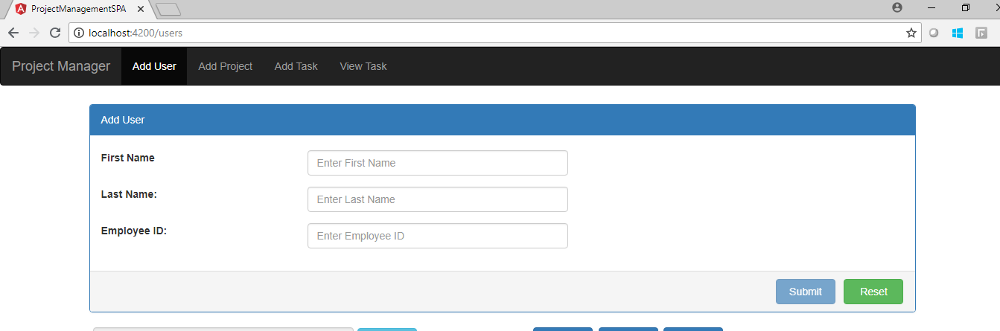 ProjectManagementSPA
localhost:4200/users
Project Manager Add User Add Project Add Task View Task
Add User
First Name Enter First Name
Last Name: Enter Last Name
Employee ID: Enter Employee ID
Submit Reset